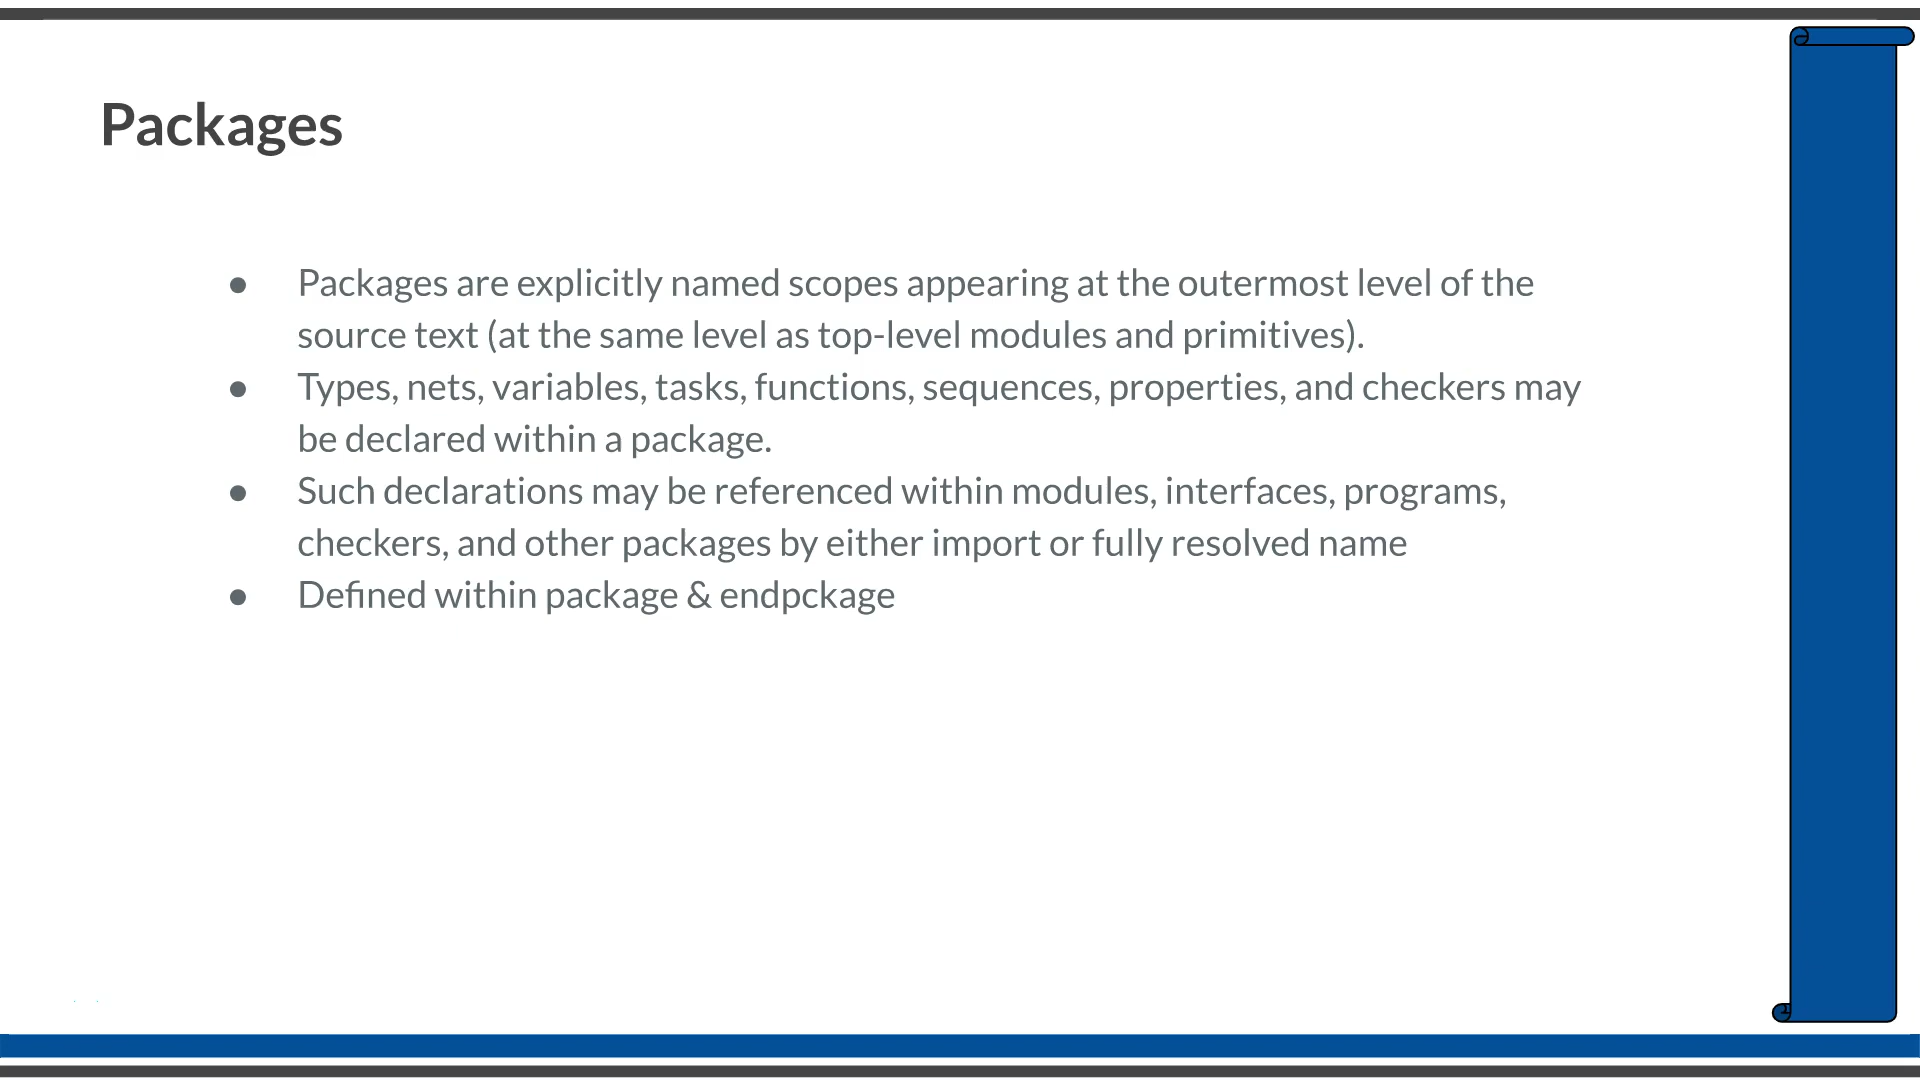 Packages
● Packages are explicitly named scopes appearing at the outermost level of the
source text (at the same level as top-level modules and primitives).
● Types, nets, variables, tasks, functions, sequences, properties, and checkers may
be declared within a package.
● Such declarations may be referenced within modules, interfaces, programs,
checkers, and other packages by either import or fully resolved name
● Defined within package & endpckage